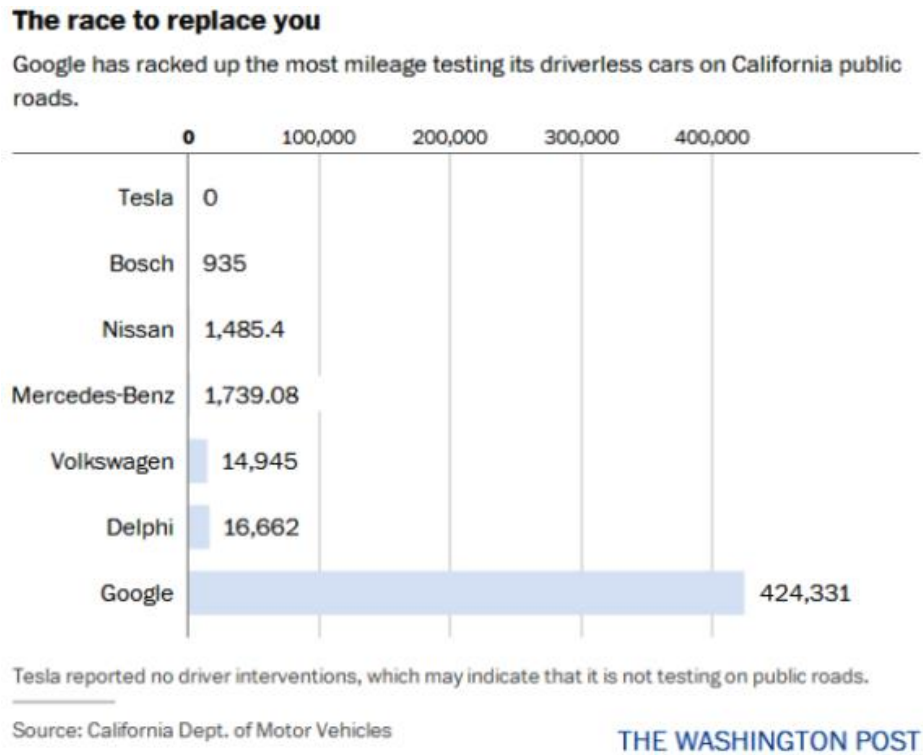 The race to replace you
Google has racked up the most mileage testing its driverless cars on California public
roads.
0 100,000 200,000 300,000 400,000
Tesla 0
Bosch 935
Nissan 1,485.4
Mercedes-Benz 1,739.08
Volkswagen 14,945
Delphi 16,662
Google 424,331
Tesla reported no driver interventions, which may indicate that it is not testing on public roads.
Source: California Dept. of Motor Vehicles
THE WASHINGTON POST